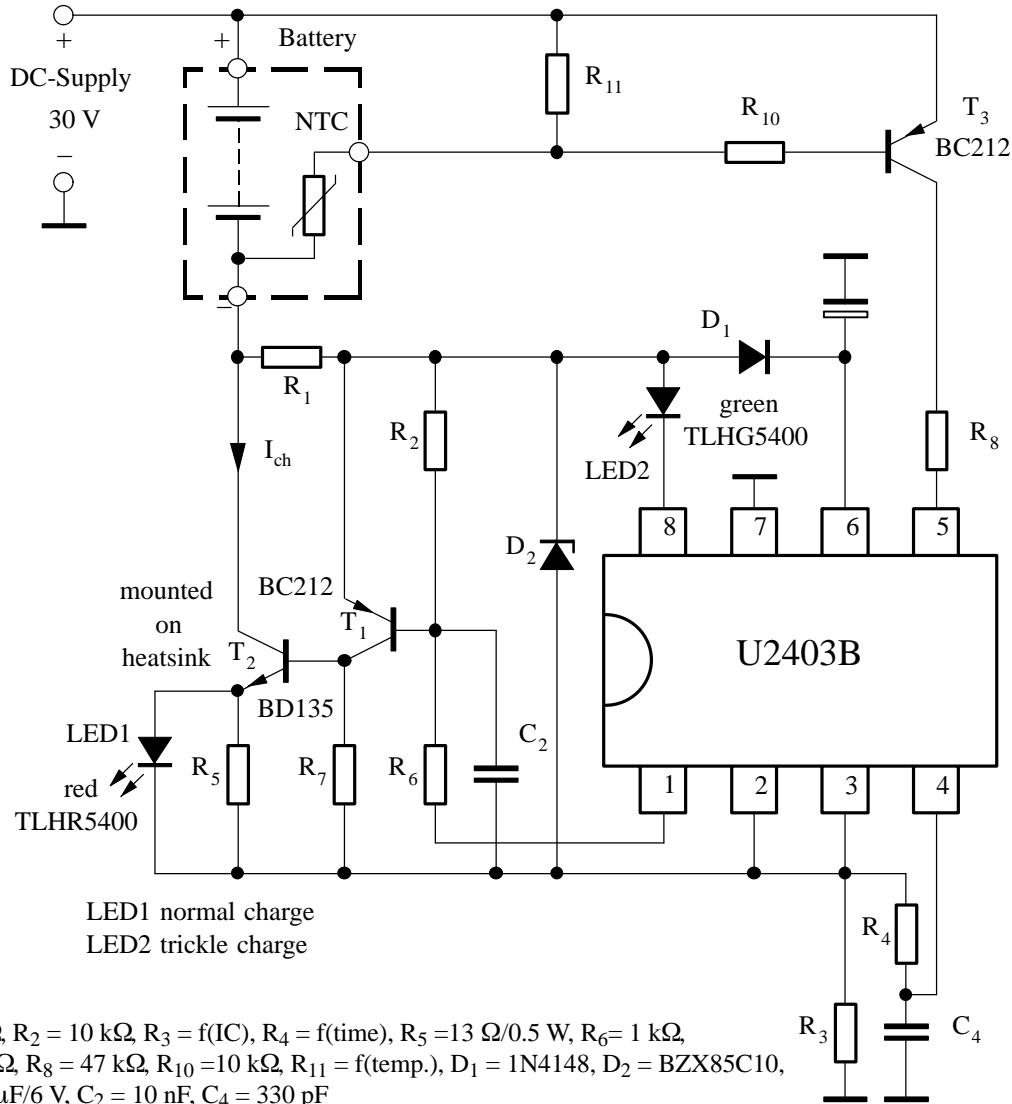 +
DC-Supply
30 V
−
+
Battery
NTC
−
R11
R10
T3
BC212
D1
R1
R2
green
TLHG5400
LED2
R8
Ich
8 7 6 5
D2
mounted
on
heatsink
BC212
T1
T2
BD135
U2403B
LED1
red
TLHR5400
R5
R7
R6
C2
1 2 3 4
LED1 normal charge
LED2 trickle charge
R4
R3
C4
Ω, R2 = 10 kΩ, R3 = f(IC), R4 = f(time), R5 =13 Ω/0.5 W, R6= 1 kΩ,
Ω, R8 = 47 kΩ, R10 =10 kΩ, R11 = f(temp.), D1 = 1N4148, D2 = BZX85C10,
μF/6 V, C2 = 10 nF, C4 = 330 pF